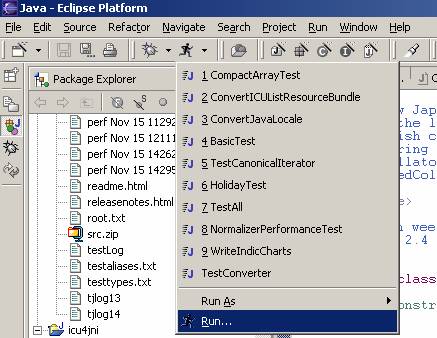 Java - Eclipse Platform
File Edit Source Refactor Navigate Search Project Run Window Help
Package Explorer
perf Nov 15 11292
perf Nov 15 12111
perf Nov 15 14262
perf Nov 15 14295
readme.html
releasenotes.html
root.txt
src.zip
testLog
testaliases.txt
testtypes.txt
tjlog13
tjlog14
icu4jni
1 CompactArrayTest
2 ConvertICUListResourceBundle
3 ConvertJavaLocale
4 BasicTest
5 TestCanonicalIterator
6 HolidayTest
7 TestAll
8 NormalizerPerformanceTest
9 WriteIndicCharts
TestConverter
Run As
Run...
w Jap
the l
ish c
ring
llato
edCol
>
n wee
2.4
class
onstr